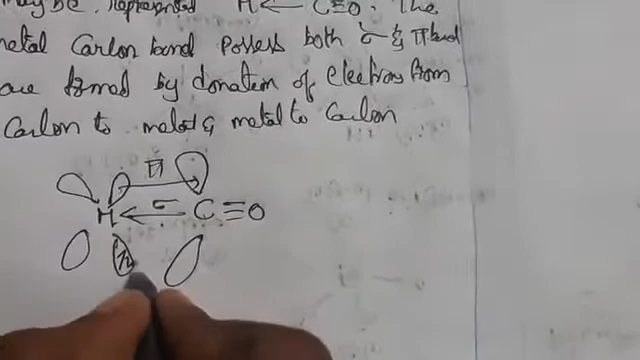 may be represented M ← C≡O. The
metal Carbon bond possess both σ & π bond
are formed by donation of electrons from
Carbon to metal & metal to Carbon
π
M ←σ C≡O